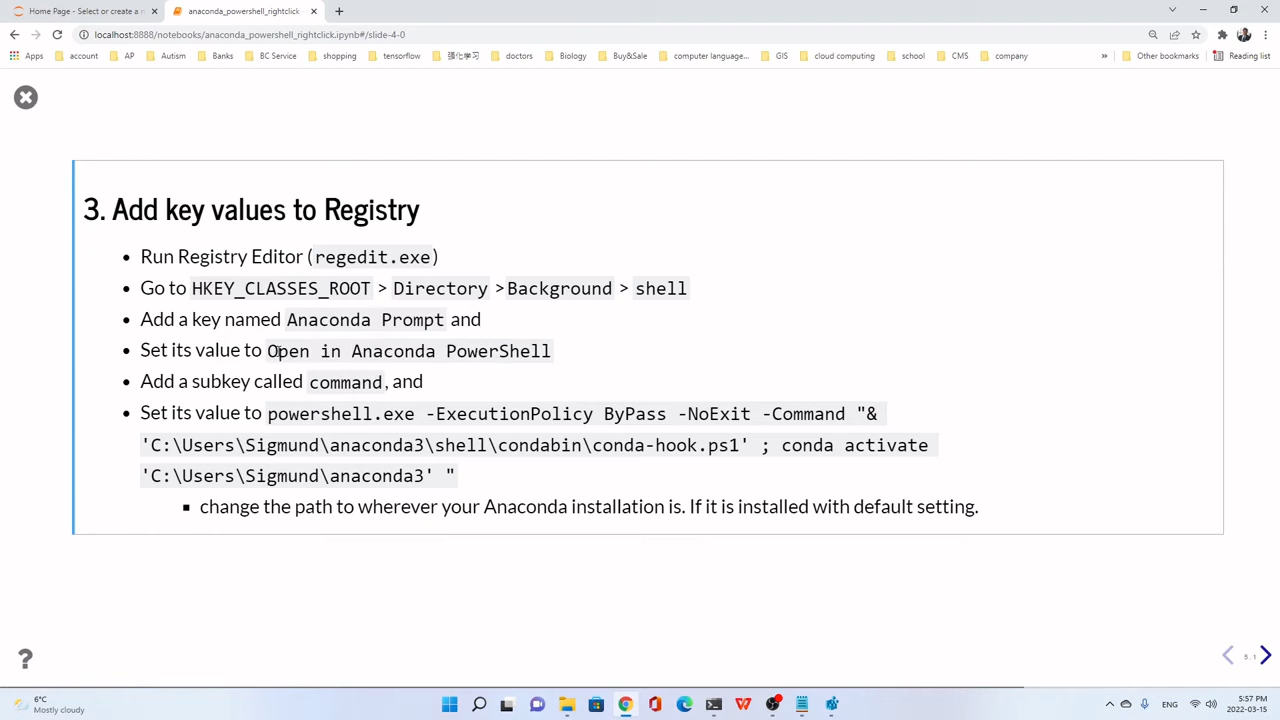 Home Page - Select or create a n
anaconda_powershell_rightclick
localhost:8888/notebooks/anaconda_powershell_rightclick.ipynb#/slide-4-0
Apps account AP Autism Banks BC Service shopping tensorflow 强化学习 doctors Biology Buy&Sale computer language... GIS cloud computing school CMS company » Other bookmarks Reading list
3. Add key values to Registry
Run Registry Editor (regedit.exe)
Go to HKEY_CLASSES_ROOT > Directory >Background > shell
Add a key named Anaconda Prompt and
Set its value to Open in Anaconda PowerShell
Add a subkey called command, and
Set its value to powershell.exe -ExecutionPolicy ByPass -NoExit -Command "&
'C:\Users\Sigmund\anaconda3\shell\condabin\conda-hook.ps1' ; conda activate
'C:\Users\Sigmund\anaconda3' "
change the path to wherever your Anaconda installation is. If it is installed with default setting.
?
5.1
6°C
Mostly cloudy
ENG
5:57 PM
2022-03-15